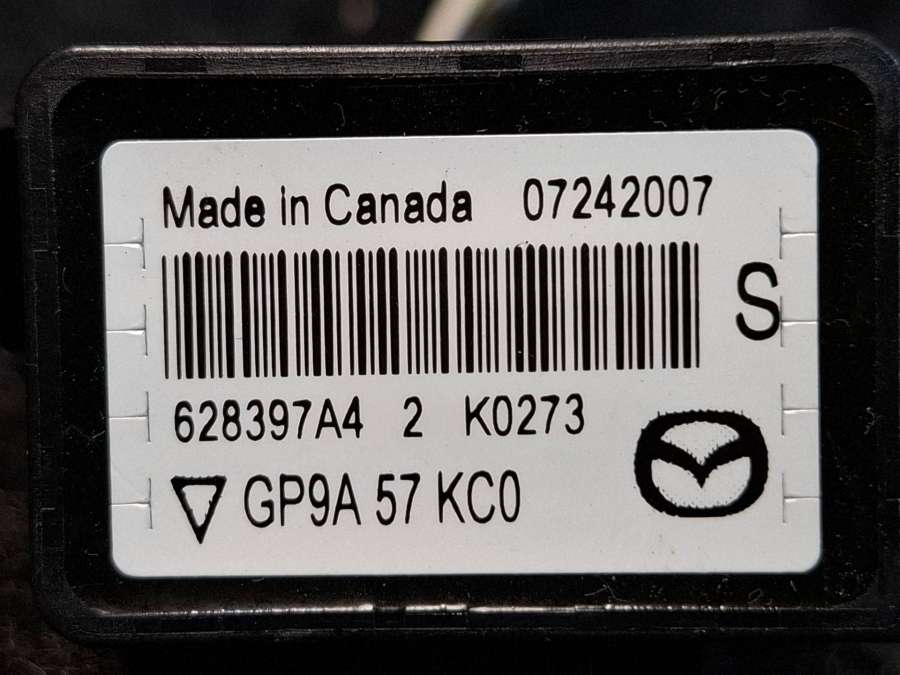 Made in Canada 07242007
S
628397A4 2 K0273
GP9A 57 KC0